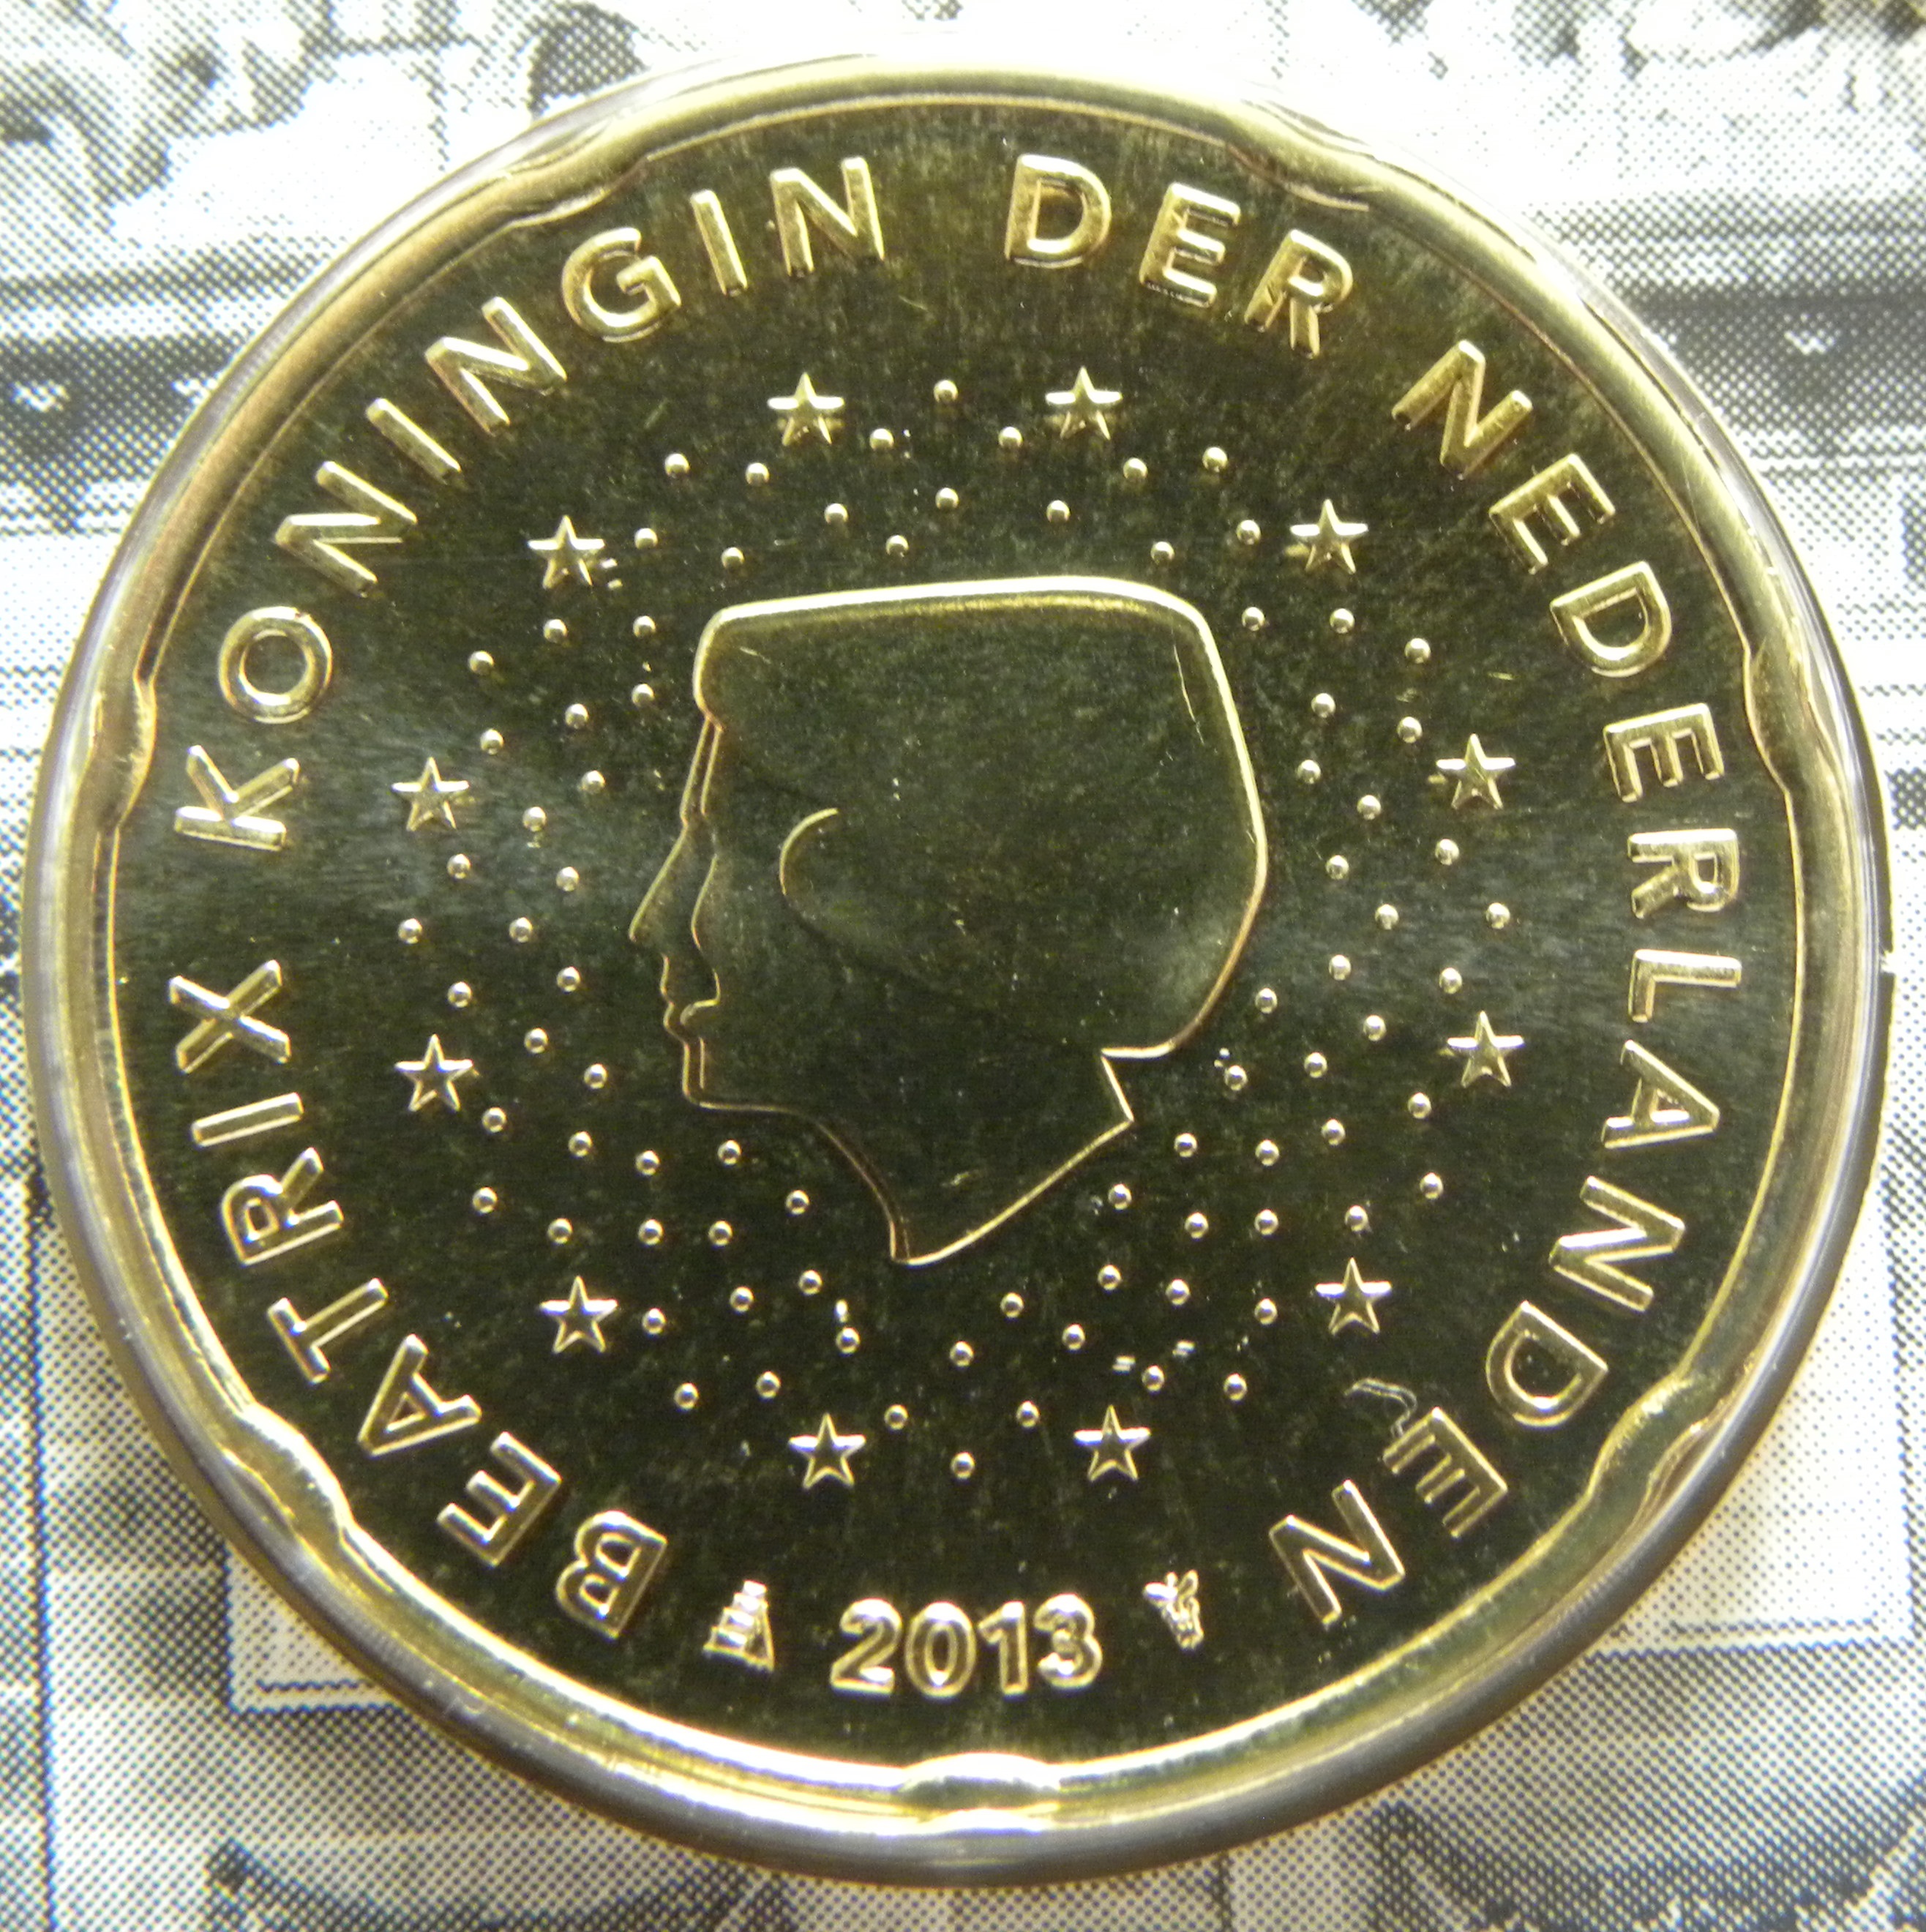 BEATRIX KONINGIN DER NEDERLANDEN
2013